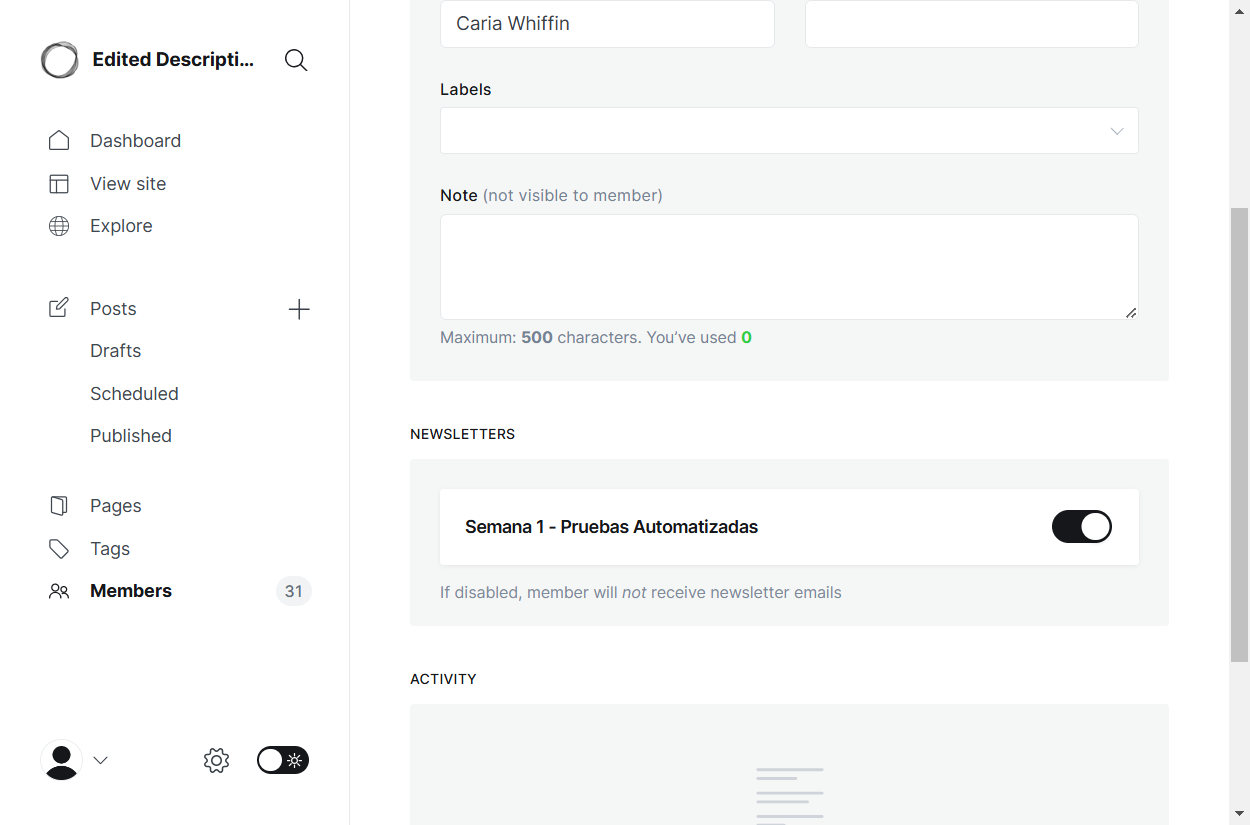 Edited Descripti...
Dashboard
View site
Explore
Posts
Drafts
Scheduled
Published
Pages
Tags
Members 31
Caria Whiffin
Labels
Note (not visible to member)
Maximum: 500 characters. You’ve used 0
NEWSLETTERS
Semana 1 - Pruebas Automatizadas
If disabled, member will not receive newsletter emails
ACTIVITY